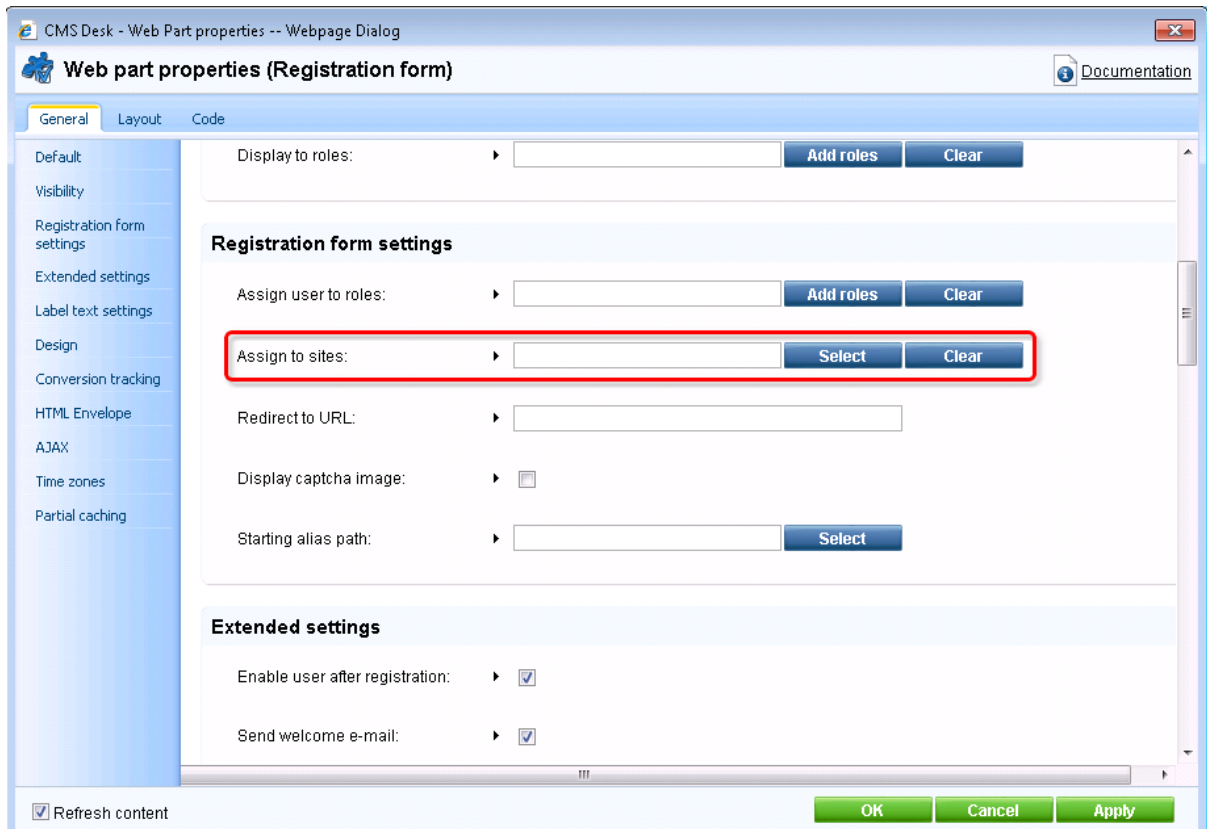 CMS Desk - Web Part properties -- Webpage Dialog
Web part properties (Registration form)
Documentation
General Layout Code
Default
Visibility
Registration form
settings
Extended settings
Label text settings
Design
Conversion tracking
HTML Envelope
AJAX
Time zones
Partial caching
Display to roles: Add roles Clear
Registration form settings
Assign user to roles: Add roles Clear
Assign to sites: Select Clear
Redirect to URL:
Display captcha image:
Starting alias path: Select
Extended settings
Enable user after registration:
Send welcome e-mail:
Refresh content
OK Cancel Apply